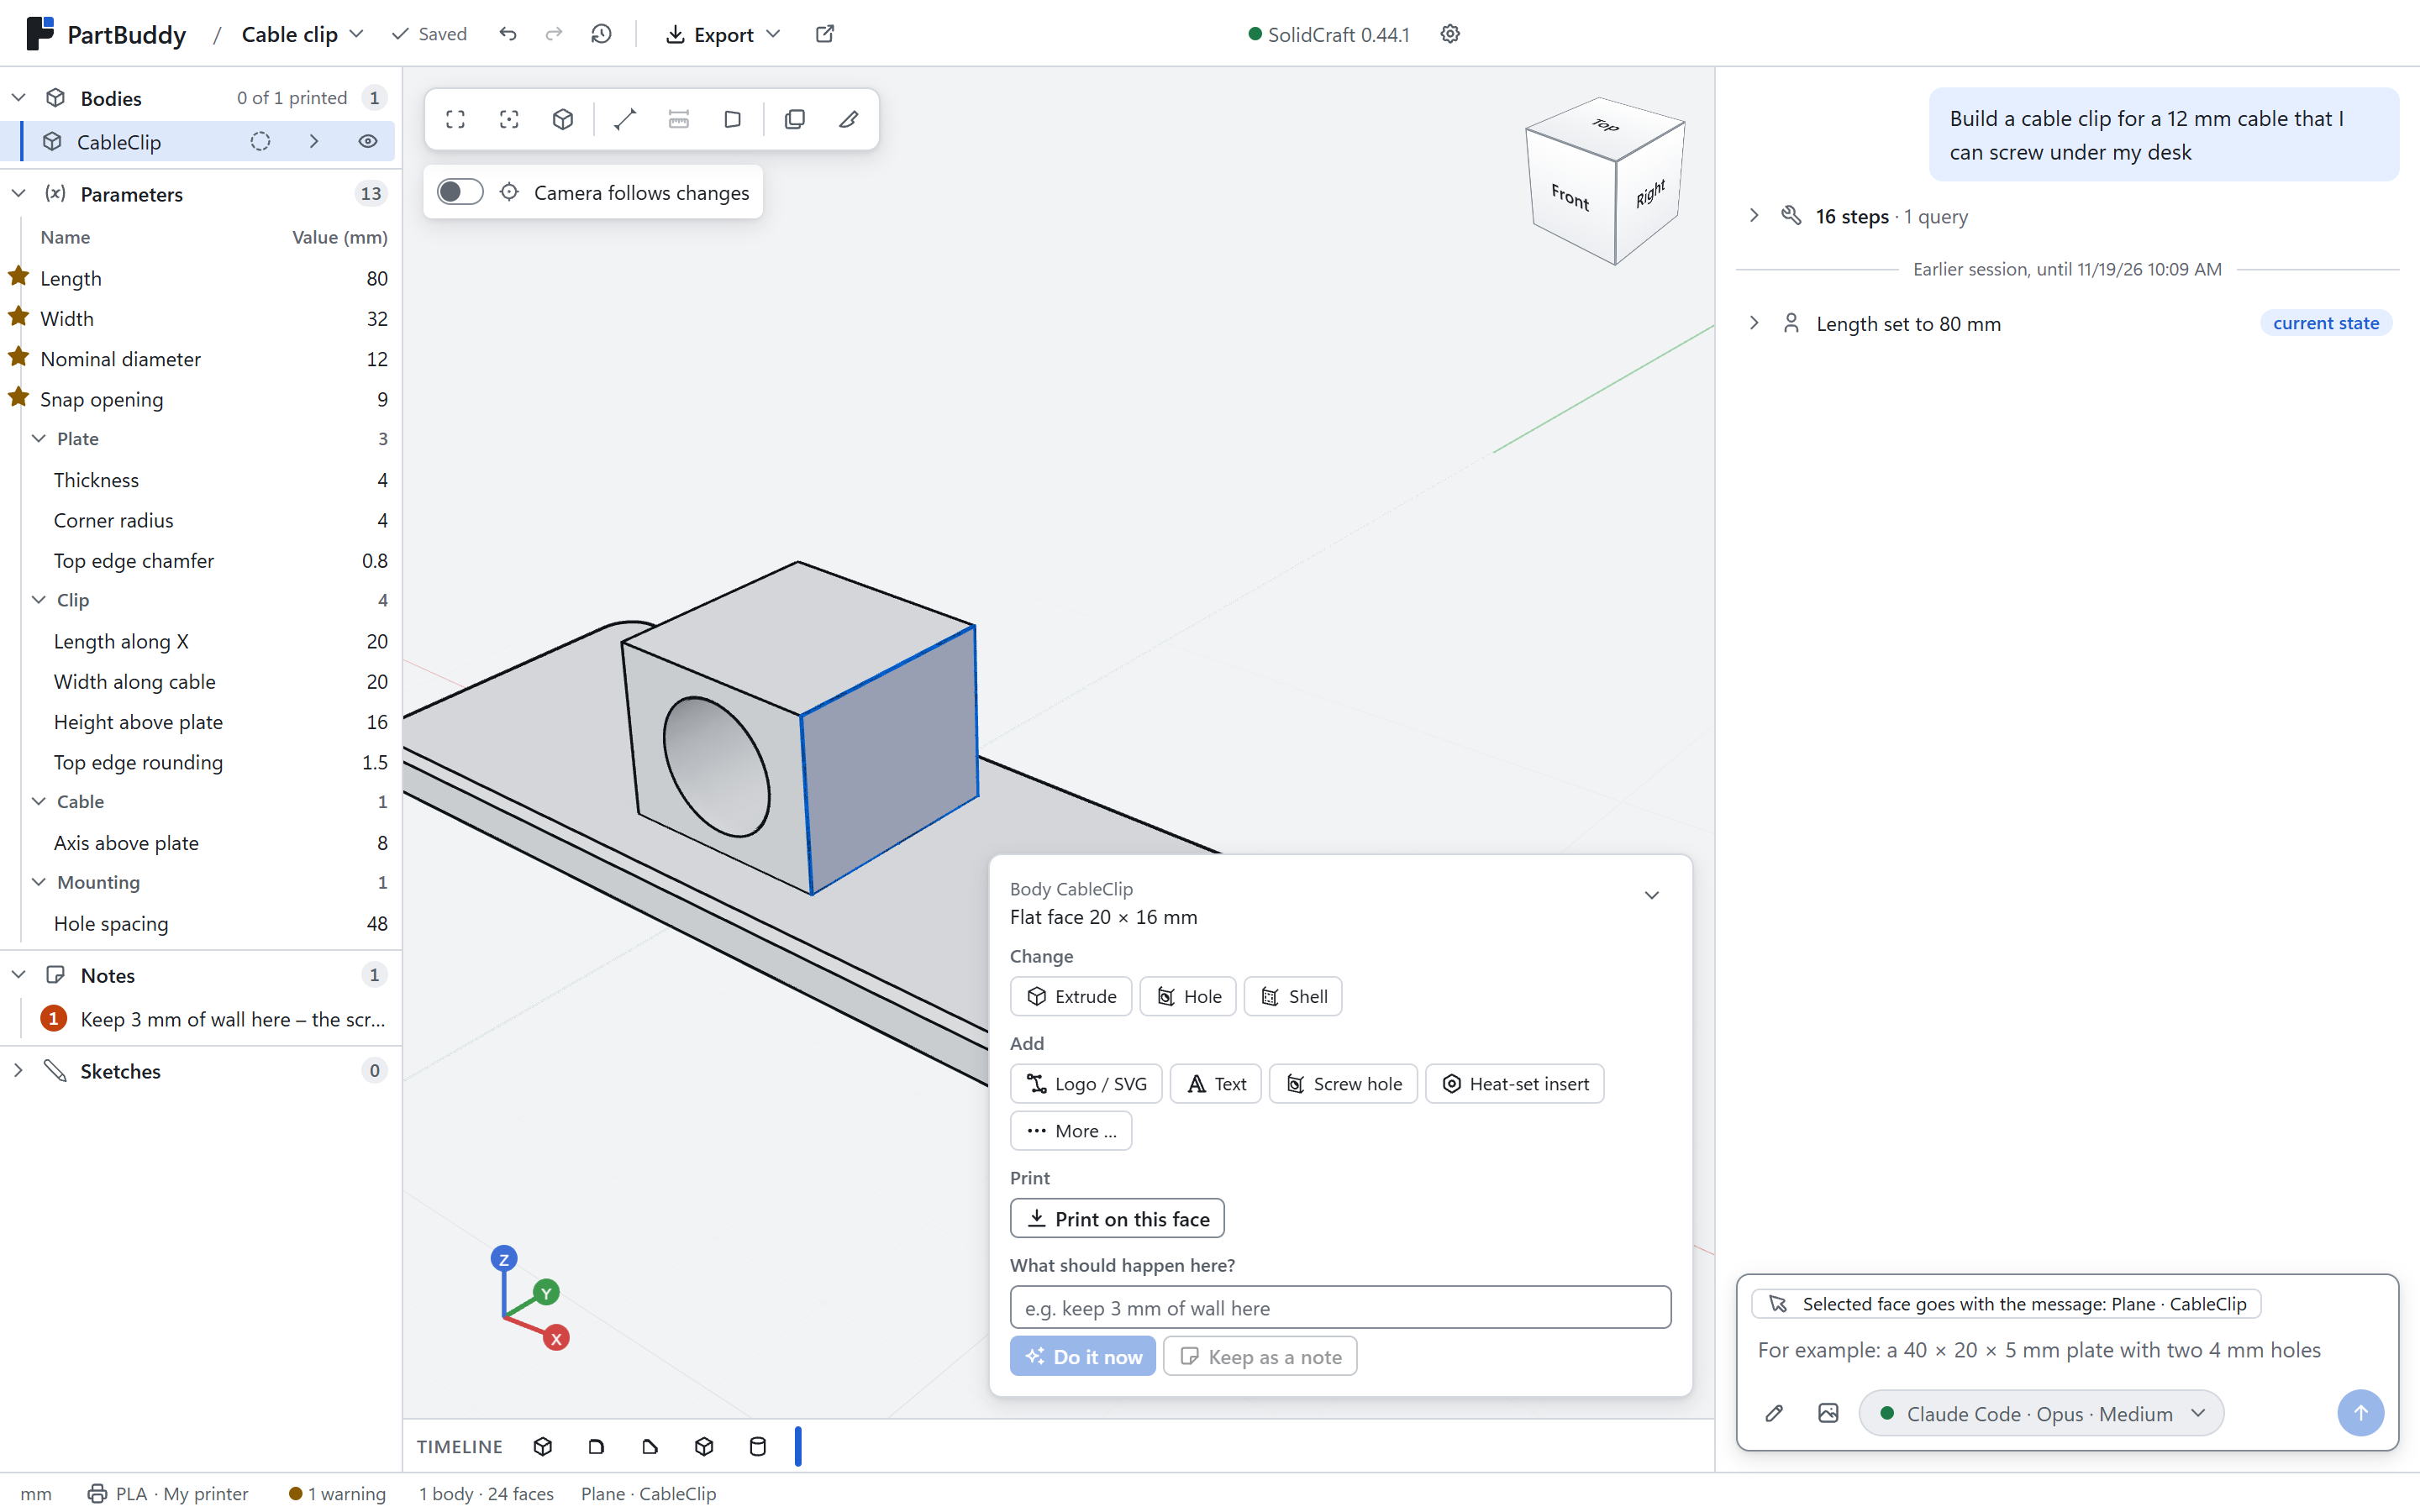 PartBuddy / Cable clip Saved Export SolidCraft 0.44.1
Bodies 0 of 1 printed 1
CableClip
Parameters 13
Name Value (mm)
Length 80
Width 32
Nominal diameter 12
Snap opening 9
Plate 3
Thickness 4
Corner radius 4
Top edge chamfer 0.8
Clip 4
Length along X 20
Width along cable 20
Height above plate 16
Top edge rounding 1.5
Cable 1
Axis above plate 8
Mounting 1
Hole spacing 48
Notes 1
1 Keep 3 mm of wall here – the scr...
Sketches 0
Camera follows changes
Top
Front
Right
Z
Y
X
Body CableClip
Flat face 20 × 16 mm
Change
Extrude Hole Shell
Add
Logo / SVG Text Screw hole Heat-set insert
More ...
Print
Print on this face
What should happen here?
e.g. keep 3 mm of wall here
Do it now Keep as a note
TIMELINE
Build a cable clip for a 12 mm cable that I
can screw under my desk
16 steps · 1 query
Earlier session, until 11/19/26 10:09 AM
Length set to 80 mm current state
Selected face goes with the message: Plane · CableClip
For example: a 40 × 20 × 5 mm plate with two 4 mm holes
Claude Code · Opus · Medium
mm PLA · My printer 1 warning 1 body · 24 faces Plane · CableClip